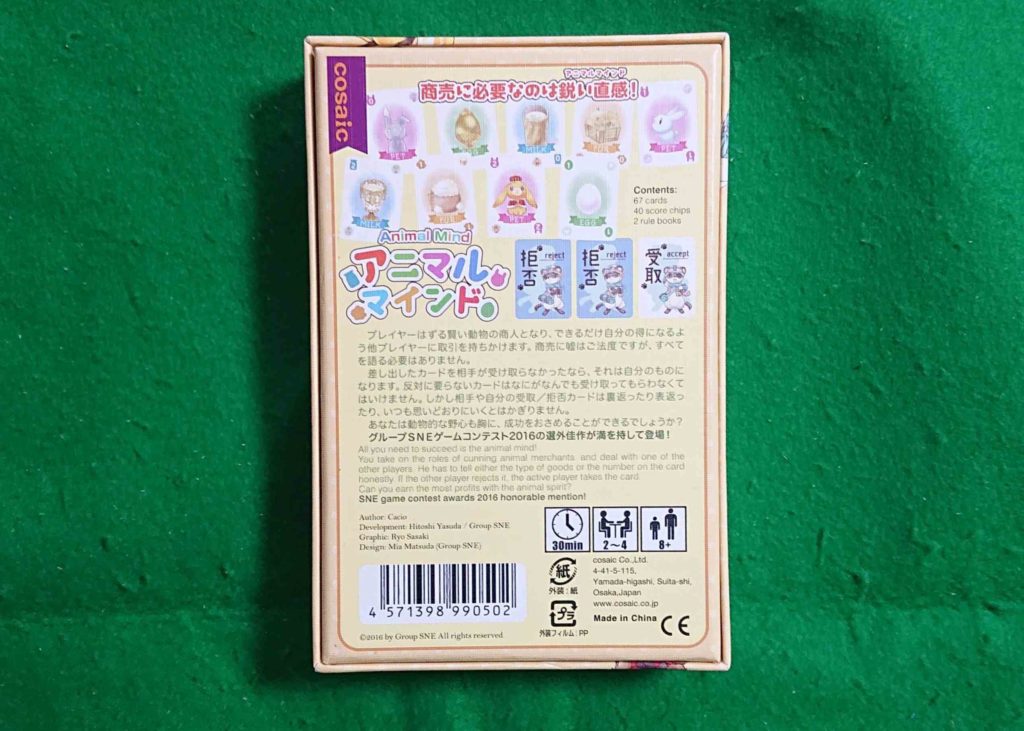 cosaic
アニマルマインド
商売に必要なのは鋭い直感!
PET
EGG
MILK
FUR
PET
MILK
FUR
PET
EGG
Contents:
67 cards
40 score chips
2 rule books
Animal Mind
アニマル
マインド
拒否 reject
拒否 reject
受取 accept
プレイヤーはずる賢い動物の商人となり、できるだけ自分の得になるよ
う他プレイヤーに取引を持ちかけます。商売に嘘はご法度ですが、すべて
を語る必要はありません。
差し出したカードを相手が受け取らなかったなら、それは自分のものに
なります。反対に要らないカードはなにがなんでも受け取ってもらわなくて
はいけません。しかし相手や自分の受取/拒否カードは裏返ったり表返っ
たり、いつも思いどおりにいくとはかぎりません。
あなたは動物的な野心も胸に、成功をおさめることができるでしょうか?
グループSNEゲームコンテスト2016の選外佳作が満を持して登場!
All you need to succeed is the animal mind!
You take on the roles of cunning animal merchants, and deal with one of the
other players. He has to tell either the type of goods or the number on the card
honestly. If the other player rejects it, the active player takes the card.
Can you earn the most profits with the animal spirit?
SNE game contest awards 2016 honorable mention!
Author: Cacio
Development: Hitoshi Yasuda / Group SNE
Graphic: Ryo Sasaki
Design: Mia Matsuda (Group SNE)
30min
2〜4
8+
紙
外装:紙
プラ
外装フィルム:PP
cosaic Co.,Ltd.
4-41-5-115,
Yamada-higashi, Suita-shi,
Osaka,Japan
www.cosaic.co.jp
Made in China CE
4 571398 990502
©2016 by Group SNE All rights reserved